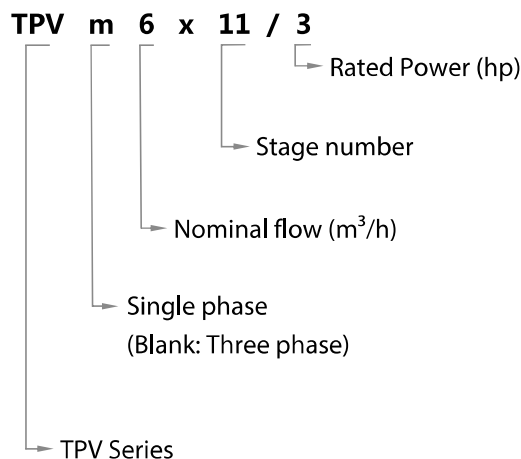 TPV m 6 x 11 / 3
Rated Power (hp)
Stage number
Nominal flow (m³/h)
Single phase
(Blank: Three phase)
TPV Series